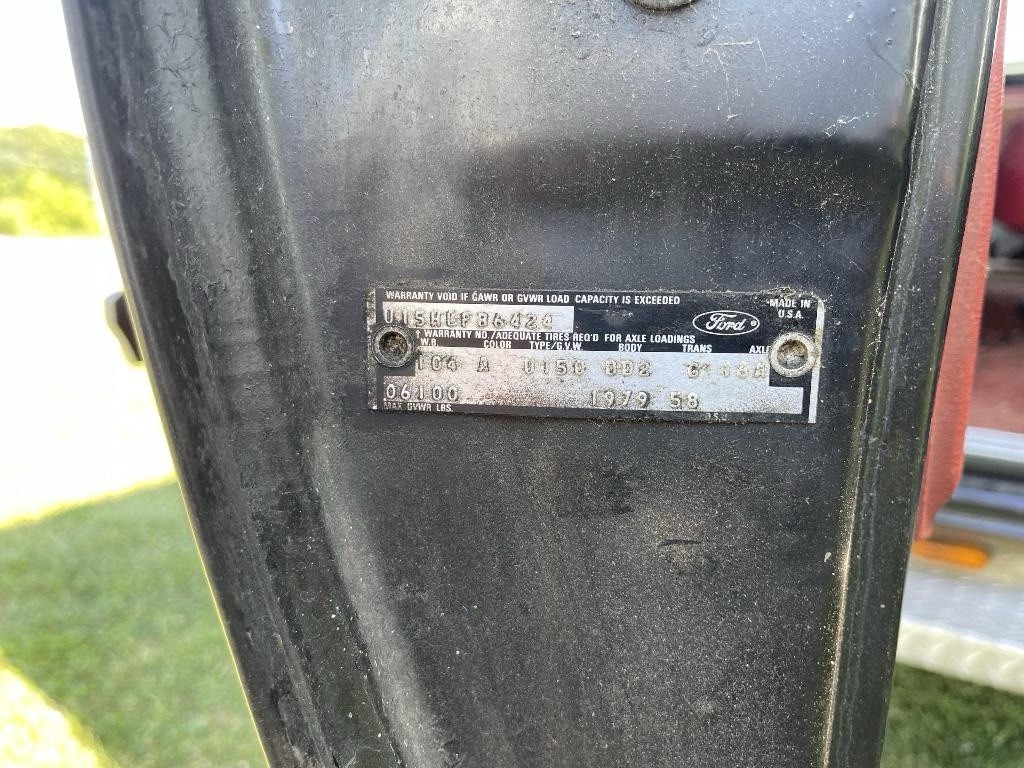 WARRANTY VOID IF GAWR OR GVWR LOAD CAPACITY IS EXCEEDED
MADE IN
U.S.A.
U15HLF86424
Ford
WARRANTY NO./ADEQUATE TIRES REQ'D FOR AXLE LOADINGS
W.B. COLOR TYPE/G.V.W. BODY TRANS AXLE
104 A U150 DD2 G
06100 1979 58
MAX GVWR LBS.